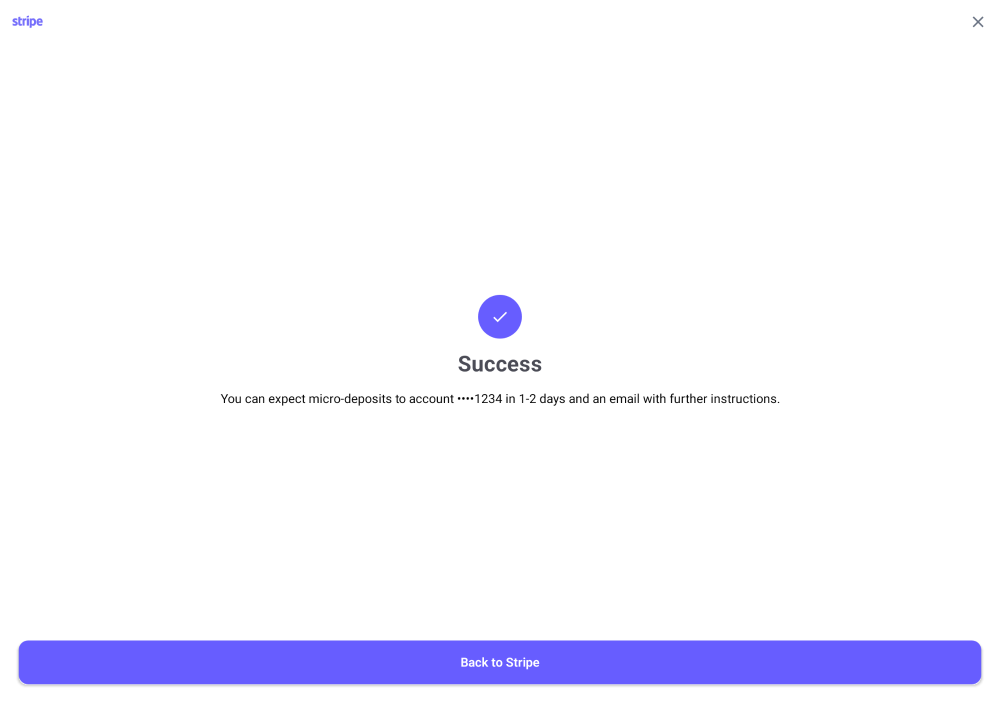 stripe
Success
You can expect micro-deposits to account ••••1234 in 1-2 days and an email with further instructions.
Back to Stripe